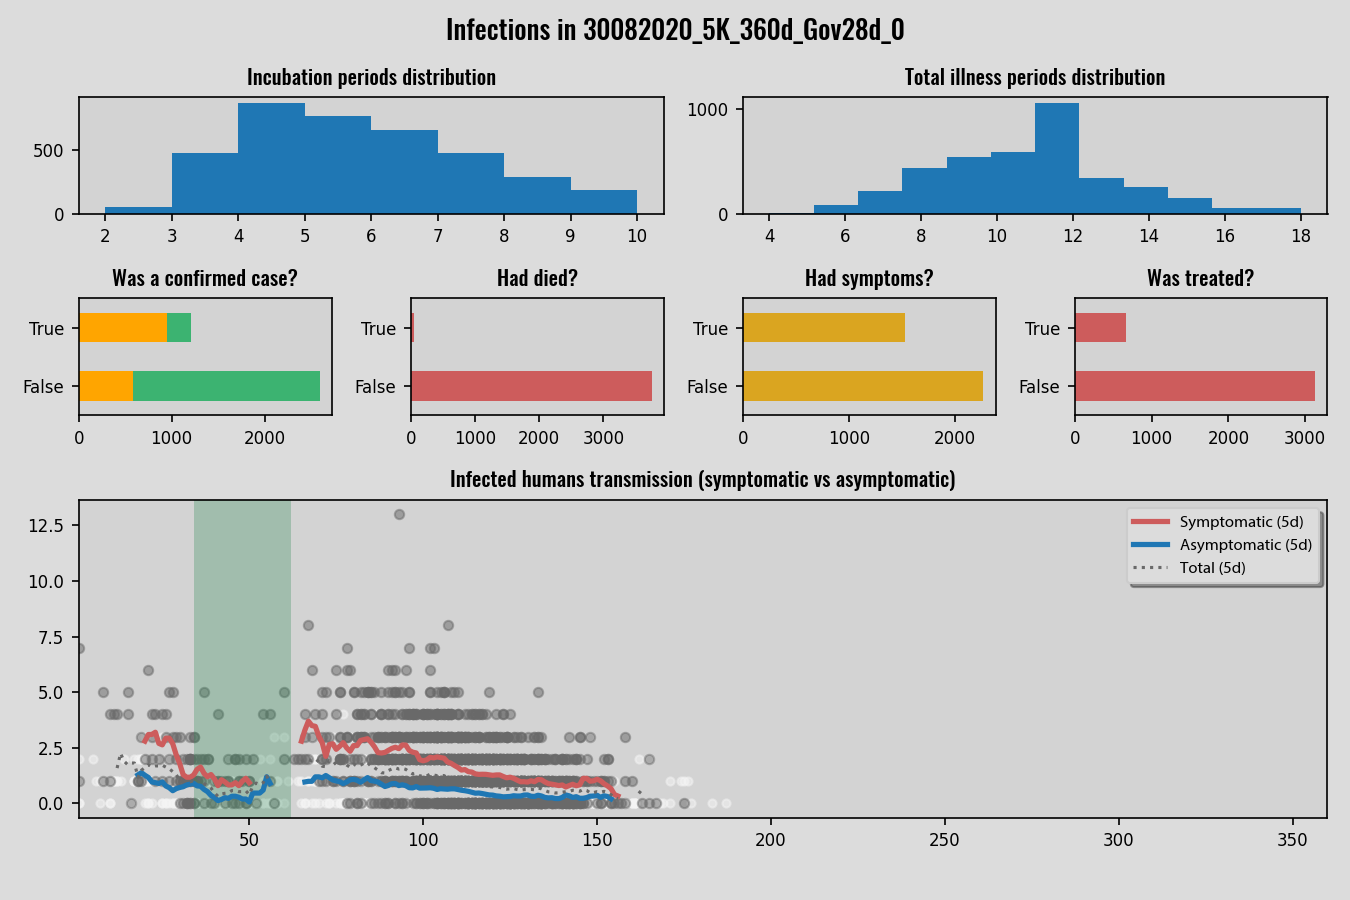 Infections in 30082020_5K_360d_Gov28d_0
Incubation periods distribution
Total illness periods distribution
500
0
2 3 4 5 6 7 8 9 10
1000
0
4 6 8 10 12 14 16 18
Was a confirmed case?
Had died?
Had symptoms?
Was treated?
True
False
0 1000 2000
True
False
0 1000 2000 3000
True
False
0 1000 2000
True
False
0 1000 2000 3000
Infected humans transmission (symptomatic vs asymptomatic)
12.5
10.0
7.5
5.0
2.5
0.0
Symptomatic (5d)
Asymptomatic (5d)
Total (5d)
50 100 150 200 250 300 350